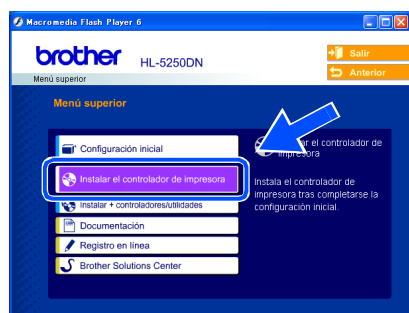 Macromedia Flash Player 6
brother HL-5250DN
Salir
Anterior
Menú superior
Menú superior
Configuración inicial
Instalar el controlador de impresora
Instalar + controladores/utilidades
Documentación
Registro en línea
Brother Solutions Center
el controlador de
impresora
Instala el controlador de
impresora tras completarse la
configuración inicial.